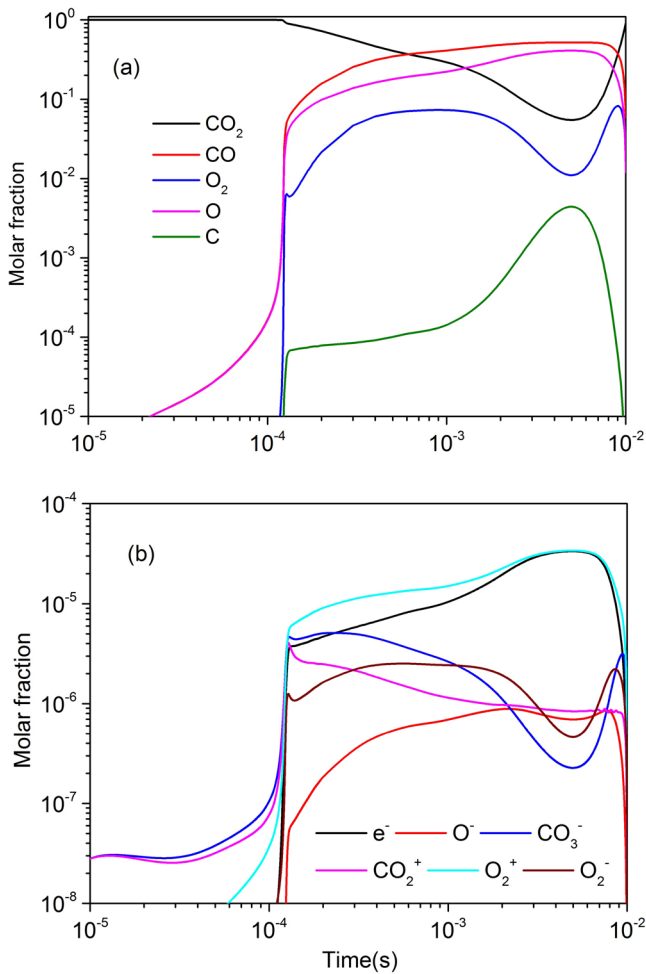 (a)
CO₂
CO
O₂
O
C
Molar fraction
10⁰
10⁻¹
10⁻²
10⁻³
10⁻⁴
10⁻⁵
10⁻⁵ 10⁻⁴ 10⁻³ 10⁻²
(b)
Molar fraction
10⁻⁴
10⁻⁵
10⁻⁶
10⁻⁷
10⁻⁸
e⁻ O⁻ CO₃⁻
CO₂⁺ O₂⁺ O₂⁻
10⁻⁵ 10⁻⁴ 10⁻³ 10⁻²
Time(s)